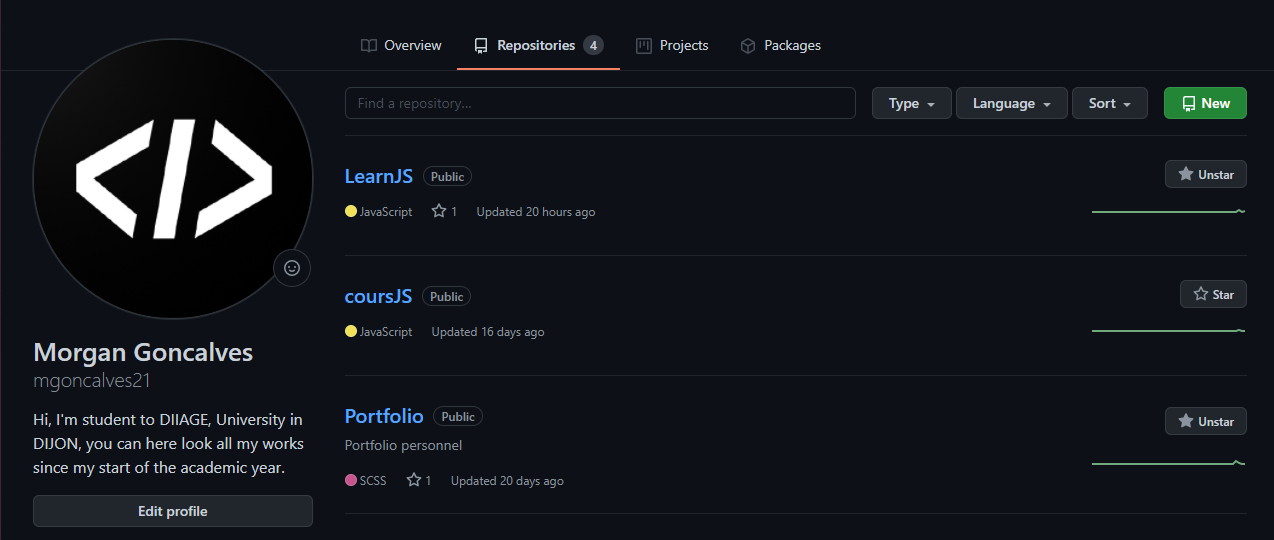 Overview Repositories 4 Projects Packages
Find a repository... Type Language Sort New
LearnJS Public Unstar
JavaScript 1 Updated 20 hours ago
coursJS Public Star
JavaScript Updated 16 days ago
Portfolio Public Unstar
Portfolio personnel
SCSS 1 Updated 20 days ago
Morgan Goncalves
mgoncalves21
Hi, I'm student to DIIAGE, University in
DIJON, you can here look all my works
since my start of the academic year.
Edit profile